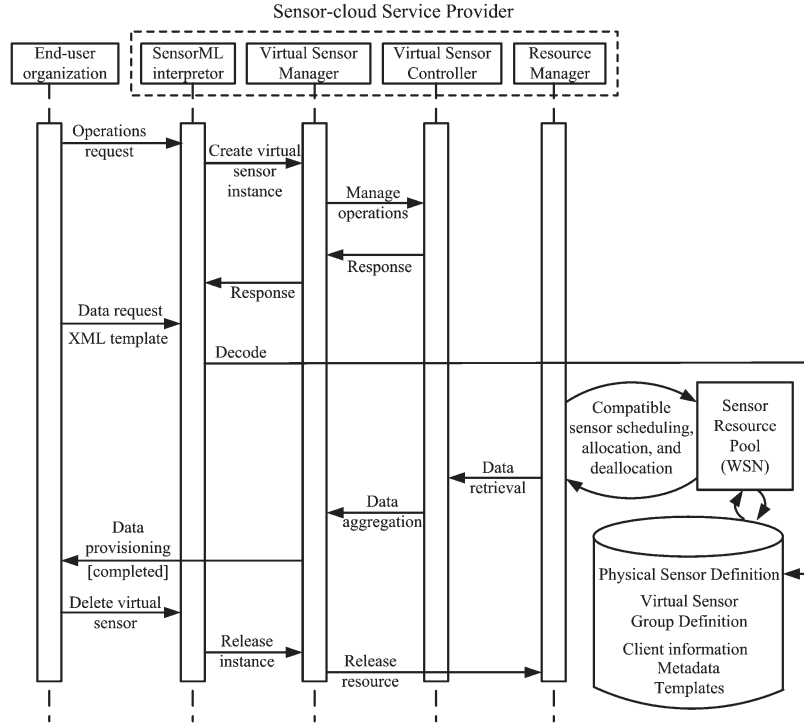 Sensor-cloud Service Provider
End-user
organization
SensorML
interpretor
Virtual Sensor
Manager
Virtual Sensor
Controller
Resource
Manager
Operations
request
Create virtual
sensor
instance
Manage
operations
Response
Response
Data request
XML template
Decode
Compatible
sensor scheduling,
allocation, and
deallocation
Sensor
Resource
Pool
(WSN)
Data
retrieval
Data
aggregation
Data
provisioning
[completed]
Physical Sensor Definition
Virtual Sensor
Group Definition
Client information
Metadata
Templates
Delete virtual
sensor
Release
instance
Release
resource